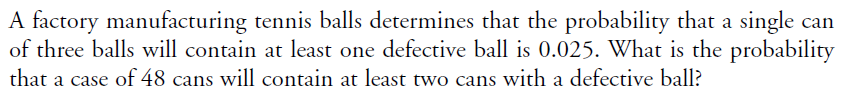 A factory manufacturing tennis balls determines that the probability that a single can
of three balls will contain at least one defective ball is 0.025. What is the probability
that a case of 48 cans will contain at least two cans with a defective ball?